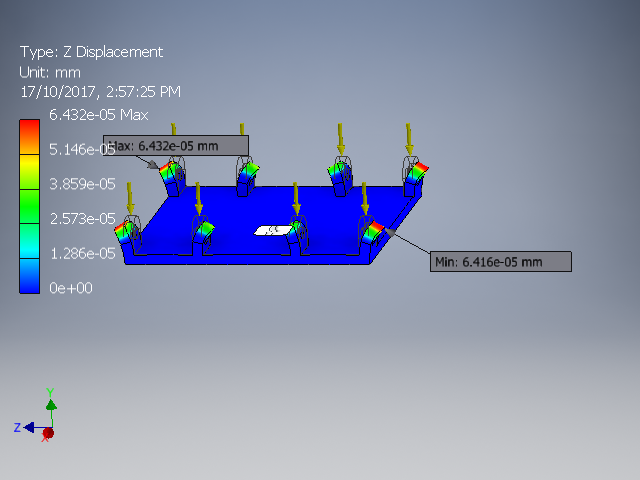 Type: Z Displacement
Unit: mm
17/10/2017, 2:57:25 PM
6.432e-05 Max
Max: 6.432e-05 mm
5.146e-05
3.859e-05
2.573e-05
Min: 6.416e-05 mm
1.286e-05
0e+00
Y
Z
X